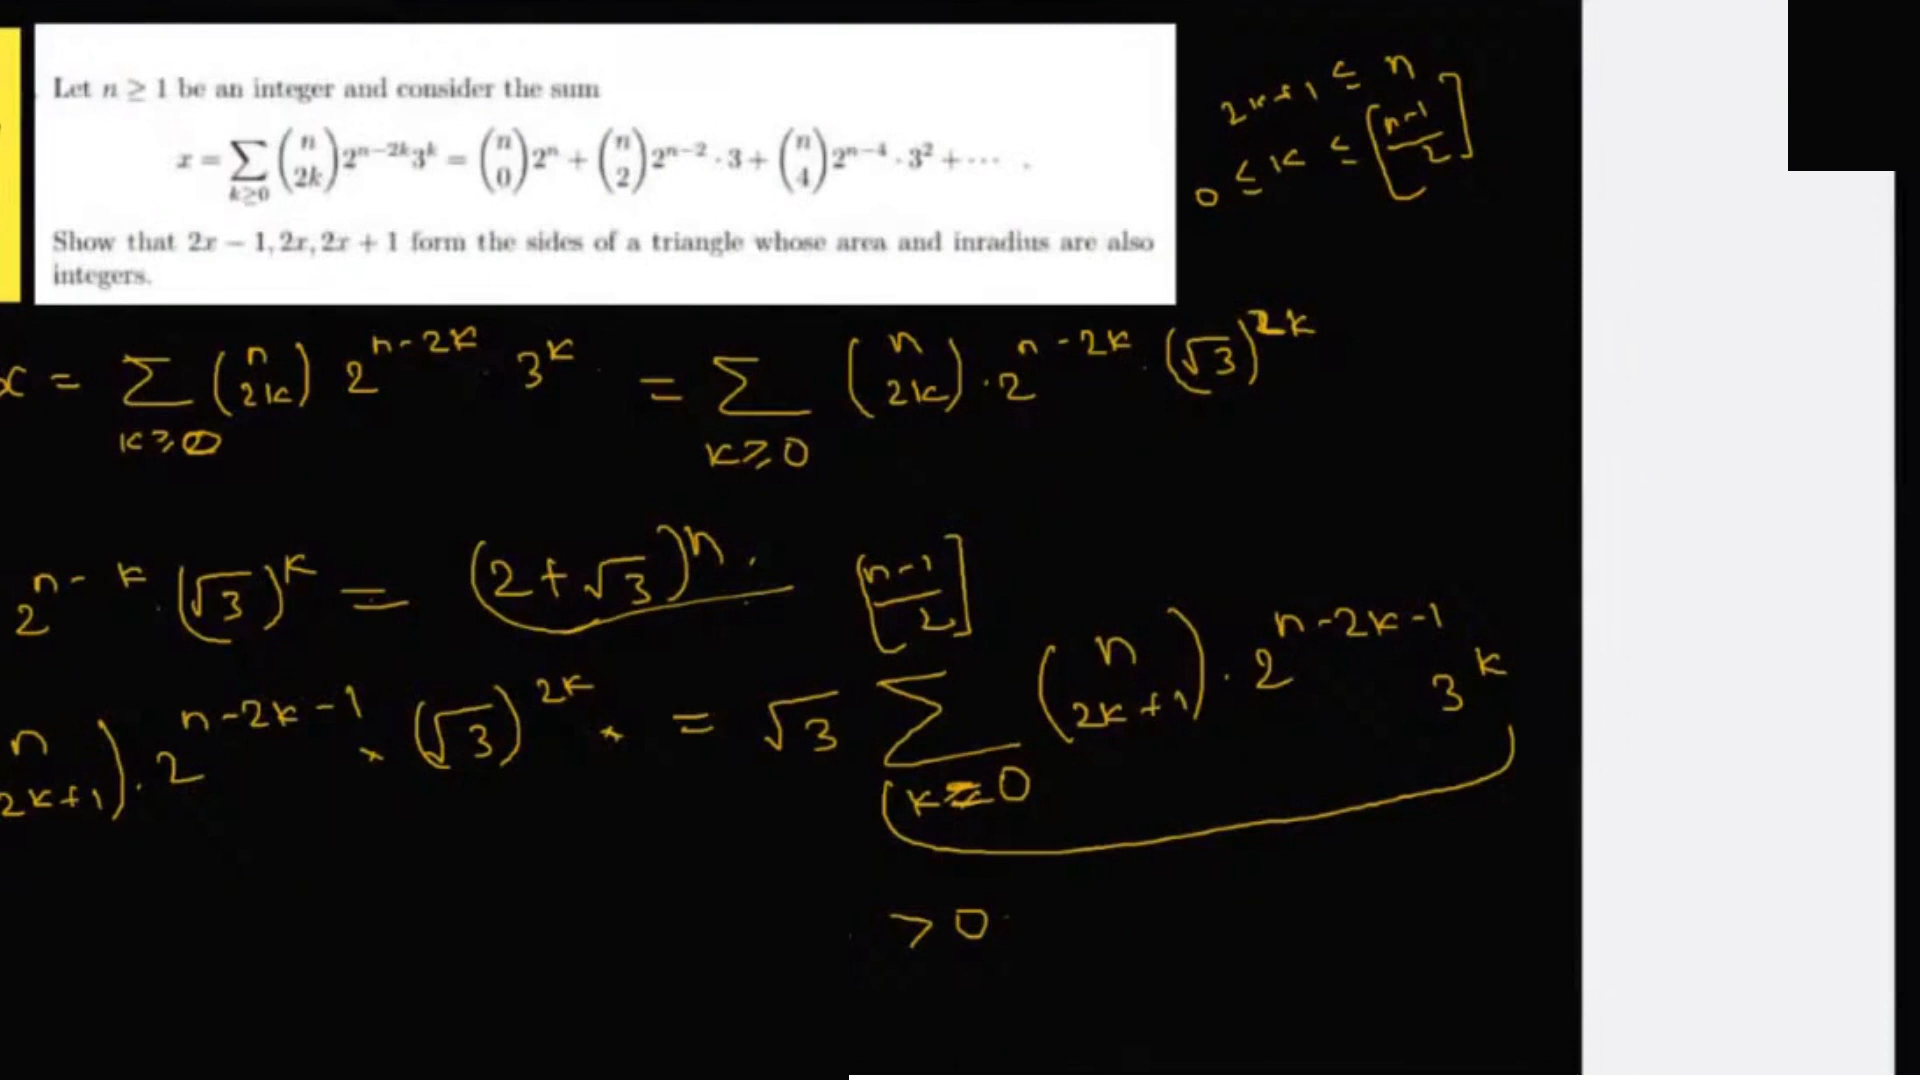 Let n ≥ 1 be an integer and consider the sum
x = ∑_{k≥0} (n choose 2k) 2^{n−2k} 3^k = (n choose 0) 2^n + (n choose 2) 2^{n−2} · 3 + (n choose 4) 2^{n−4} · 3^2 + ⋯ .
Show that 2x − 1, 2x, 2x + 1 form the sides of a triangle whose area and inradius are also
integers.
2k+1 ≤ n
0 ≤ k ≤ [(n-1)/2]
x = ∑_{k≥0} (n choose 2k) 2^{n-2k} · 3^k = ∑_{k≥0} (n choose 2k) · 2^{n-2k} · (√3)^{2k}
2^{n-k} · (√3)^k = (2+√3)^n .
n choose 2k+1) · 2^{n-2k-1} · (√3)^{2k} · = √3 ∑_{k=0}^{[(n-1)/2]} (n choose 2k+1) · 2^{n-2k-1} 3^k
> 0